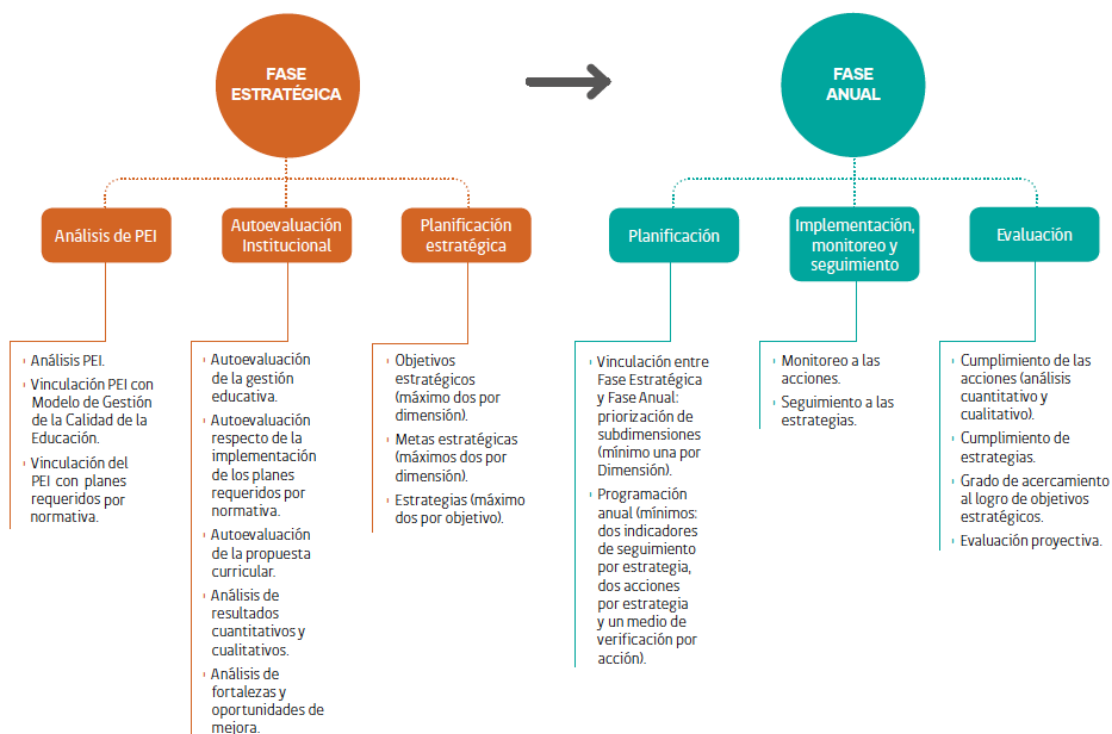 FASE
ESTRATÉGICA
FASE
ANUAL
Análisis de PEI
Autoevaluación
Institucional
Planificación
estratégica
Planificación
Implementación,
monitoreo y
seguimiento
Evaluación
Análisis PEI.
Vinculación PEI con
Modelo de Gestión
de la Calidad de la
Educación.
Vinculación del
PEI con planes
requeridos por
normativa.
Autoevaluación
de la gestión
educativa.
Autoevaluación
respecto de la
implementación
de los planes
requeridos por
normativa.
Autoevaluación
de la propuesta
curricular.
Análisis de
resultados
cuantitativos y
cualitativos.
Análisis de
fortalezas y
oportunidades de
mejora.
Objetivos
estratégicos
(máximo dos por
dimensión).
Metas estratégicas
(máximos dos por
dimensión).
Estrategias (máximo
dos por objetivo).
Vinculación entre
Fase Estratégica
y Fase Anual:
priorización de
subdimensiones
(mínimo una por
Dimensión).
Programación
anual (mínimos:
dos indicadores
de seguimiento
por estrategia,
dos acciones
por estrategia
y un medio de
verificación por
acción).
Monitoreo a las
acciones.
Seguimiento a las
estrategias.
Cumplimiento de las
acciones (análisis
cuantitativo y
cualitativo).
Cumplimiento de
estrategias.
Grado de acercamiento
al logro de objetivos
estratégicos.
Evaluación proyectiva.